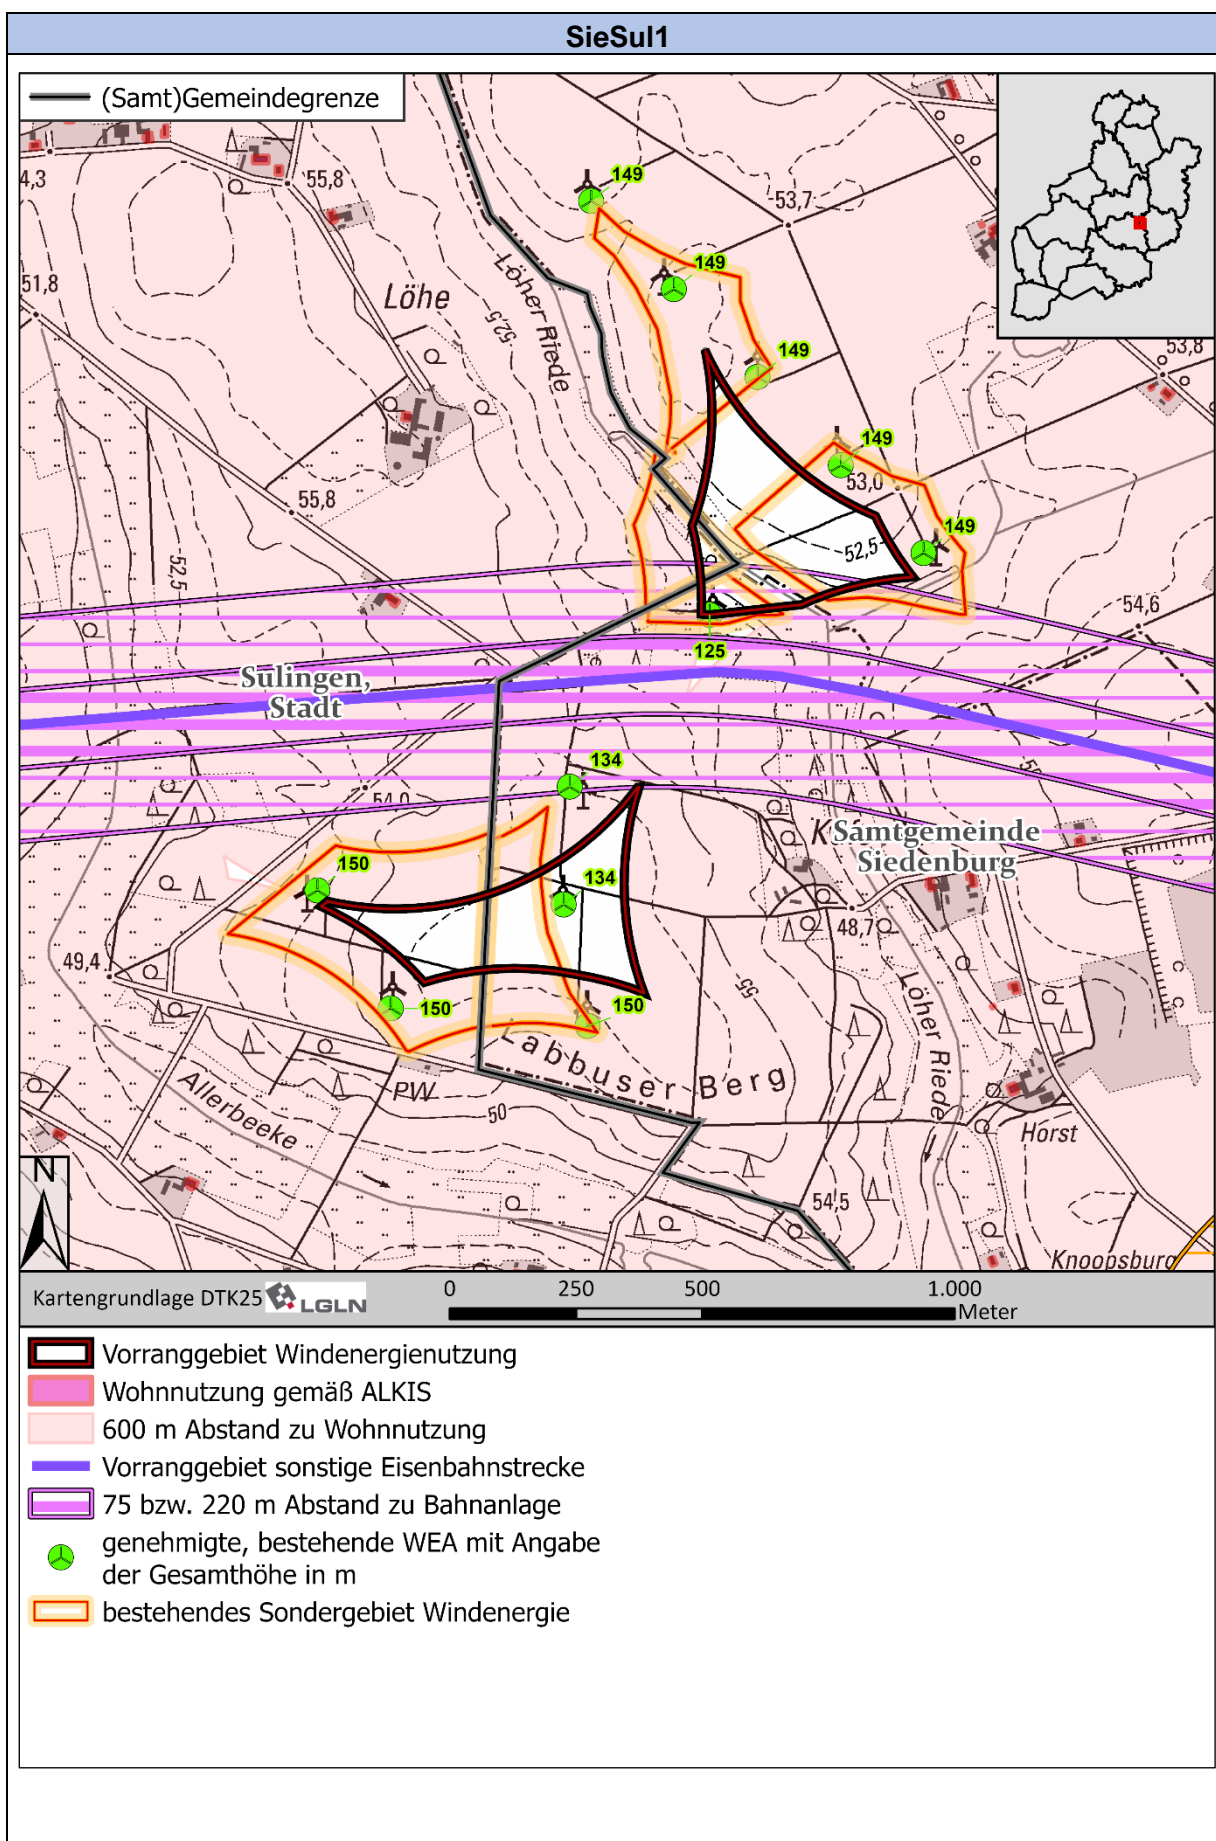 SieSul1
(Samt)Gemeindegrenze
149
55,8
53,7
Löher Riede
52,5
149
51,8
Löhe
149
53,8
149
53,0
55,8
149
52,5
52,5
54,6
125
Sulingen,
Stadt
134
54,0
Samtgemeinde
Siedenburg
150
134
48,7
49,4
55
150
150
Löher Riede
Labbuser Berg
Allerbeeke
PW
50
Horst
54,5
Knoopsburg
N
Kartengrundlage DTK25
LGLN
0 250 500 1.000
Meter
Vorranggebiet Windenergienutzung
Wohnnutzung gemäß ALKIS
600 m Abstand zu Wohnnutzung
Vorranggebiet sonstige Eisenbahnstrecke
75 bzw. 220 m Abstand zu Bahnanlage
genehmigte, bestehende WEA mit Angabe
der Gesamthöhe in m
bestehendes Sondergebiet Windenergie